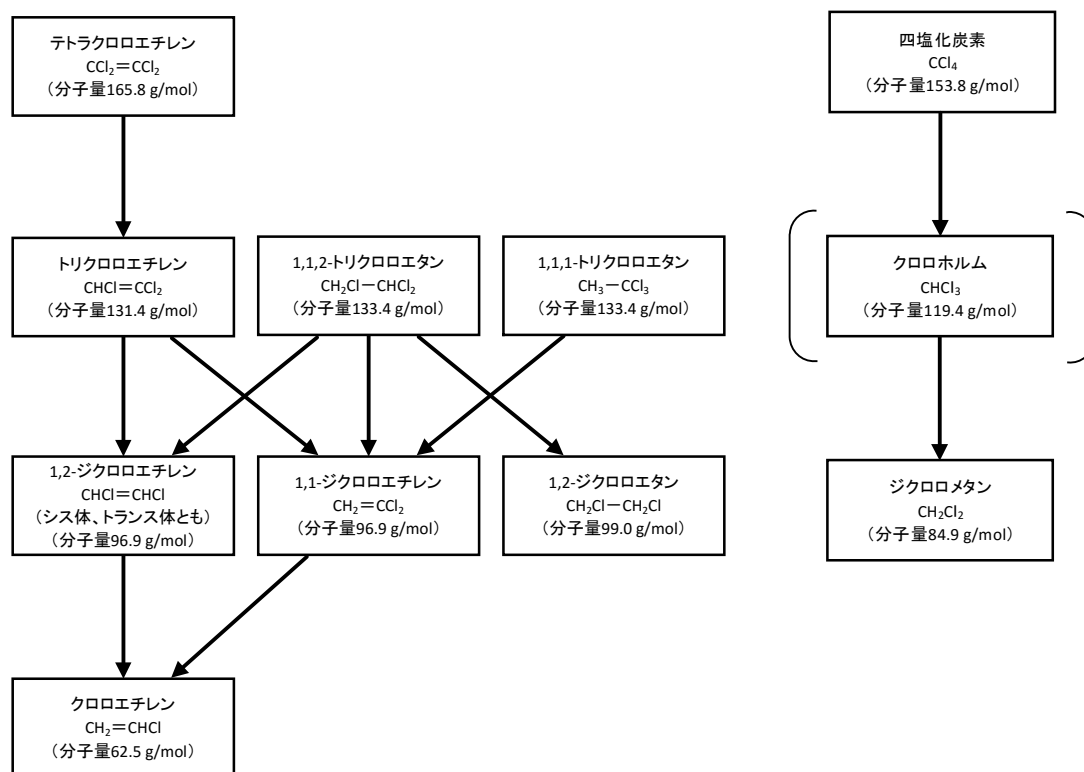 テトラクロロエチレン
CCl₂＝CCl₂
（分子量165.8 g/mol）
四塩化炭素
CCl₄
（分子量153.8 g/mol）
トリクロロエチレン
CHCl＝CCl₂
（分子量131.4 g/mol）
1,1,2-トリクロロエタン
CH₂Cl－CHCl₂
（分子量133.4 g/mol）
1,1,1-トリクロロエタン
CH₃－CCl₃
（分子量133.4 g/mol）
クロロホルム
CHCl₃
（分子量119.4 g/mol）
1,2-ジクロロエチレン
CHCl＝CHCl
（シス体、トランス体とも）
（分子量96.9 g/mol）
1,1-ジクロロエチレン
CH₂＝CCl₂
（分子量96.9 g/mol）
1,2-ジクロロエタン
CH₂Cl－CH₂Cl
（分子量99.0 g/mol）
ジクロロメタン
CH₂Cl₂
（分子量84.9 g/mol）
クロロエチレン
CH₂＝CHCl
（分子量62.5 g/mol）